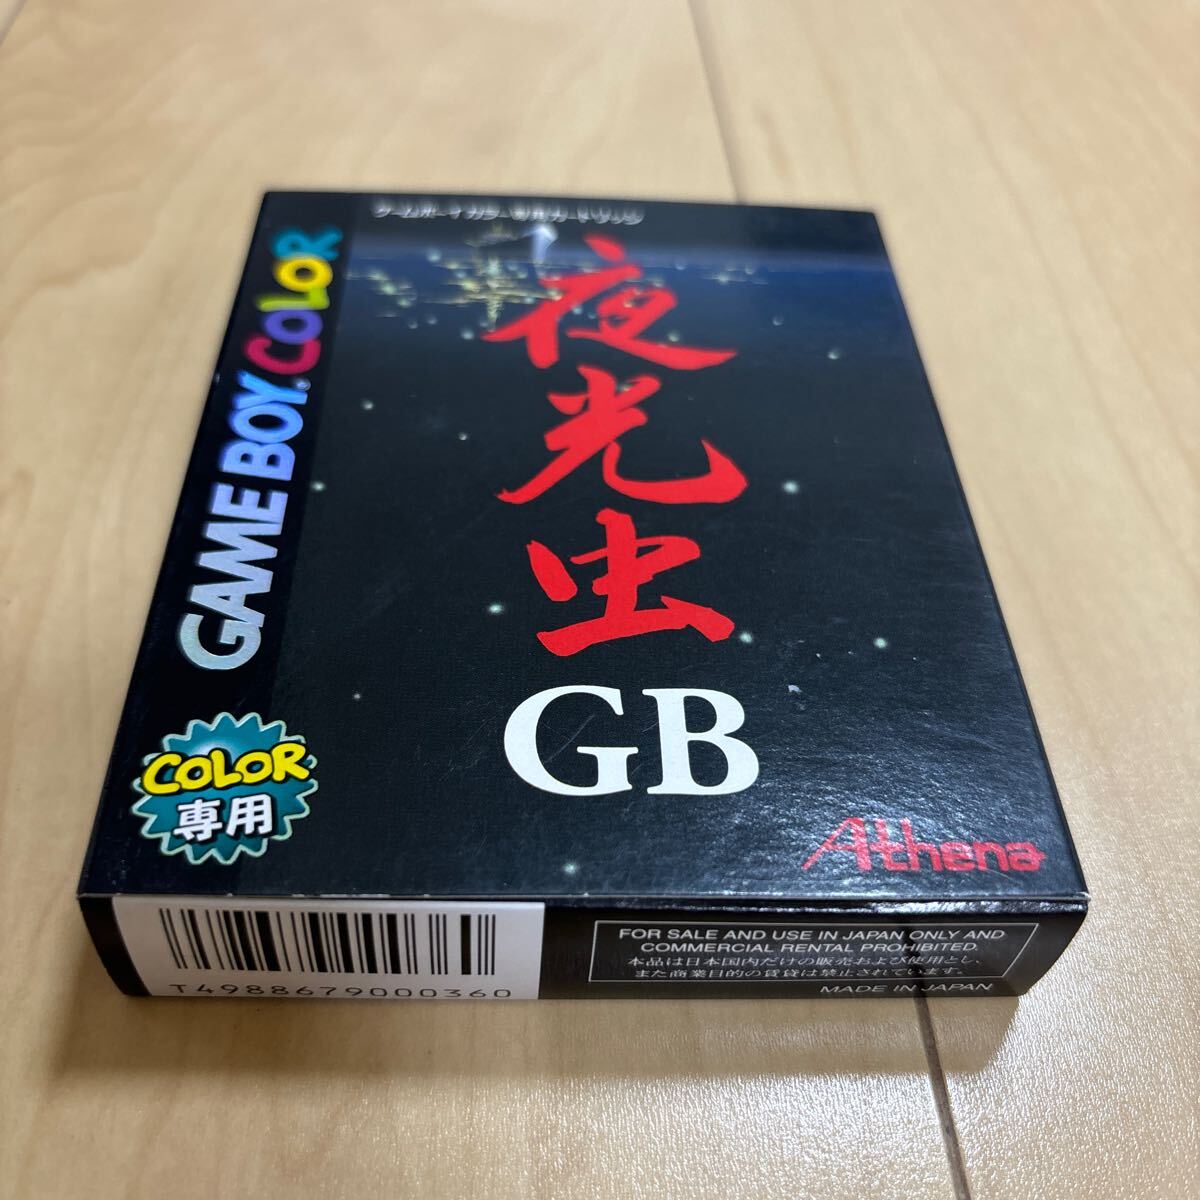 ゲームボーイカラー専用カートリッジ
夜光虫
GB
GAME BOY COLOR
COLOR
専用
Athena
T4988679000360
FOR SALE AND USE IN JAPAN ONLY AND
COMMERCIAL RENTAL PROHIBITED.
本品は日本国内だけの販売および使用とし、
また商業目的の賃貸は禁止されています。
MADE IN JAPAN